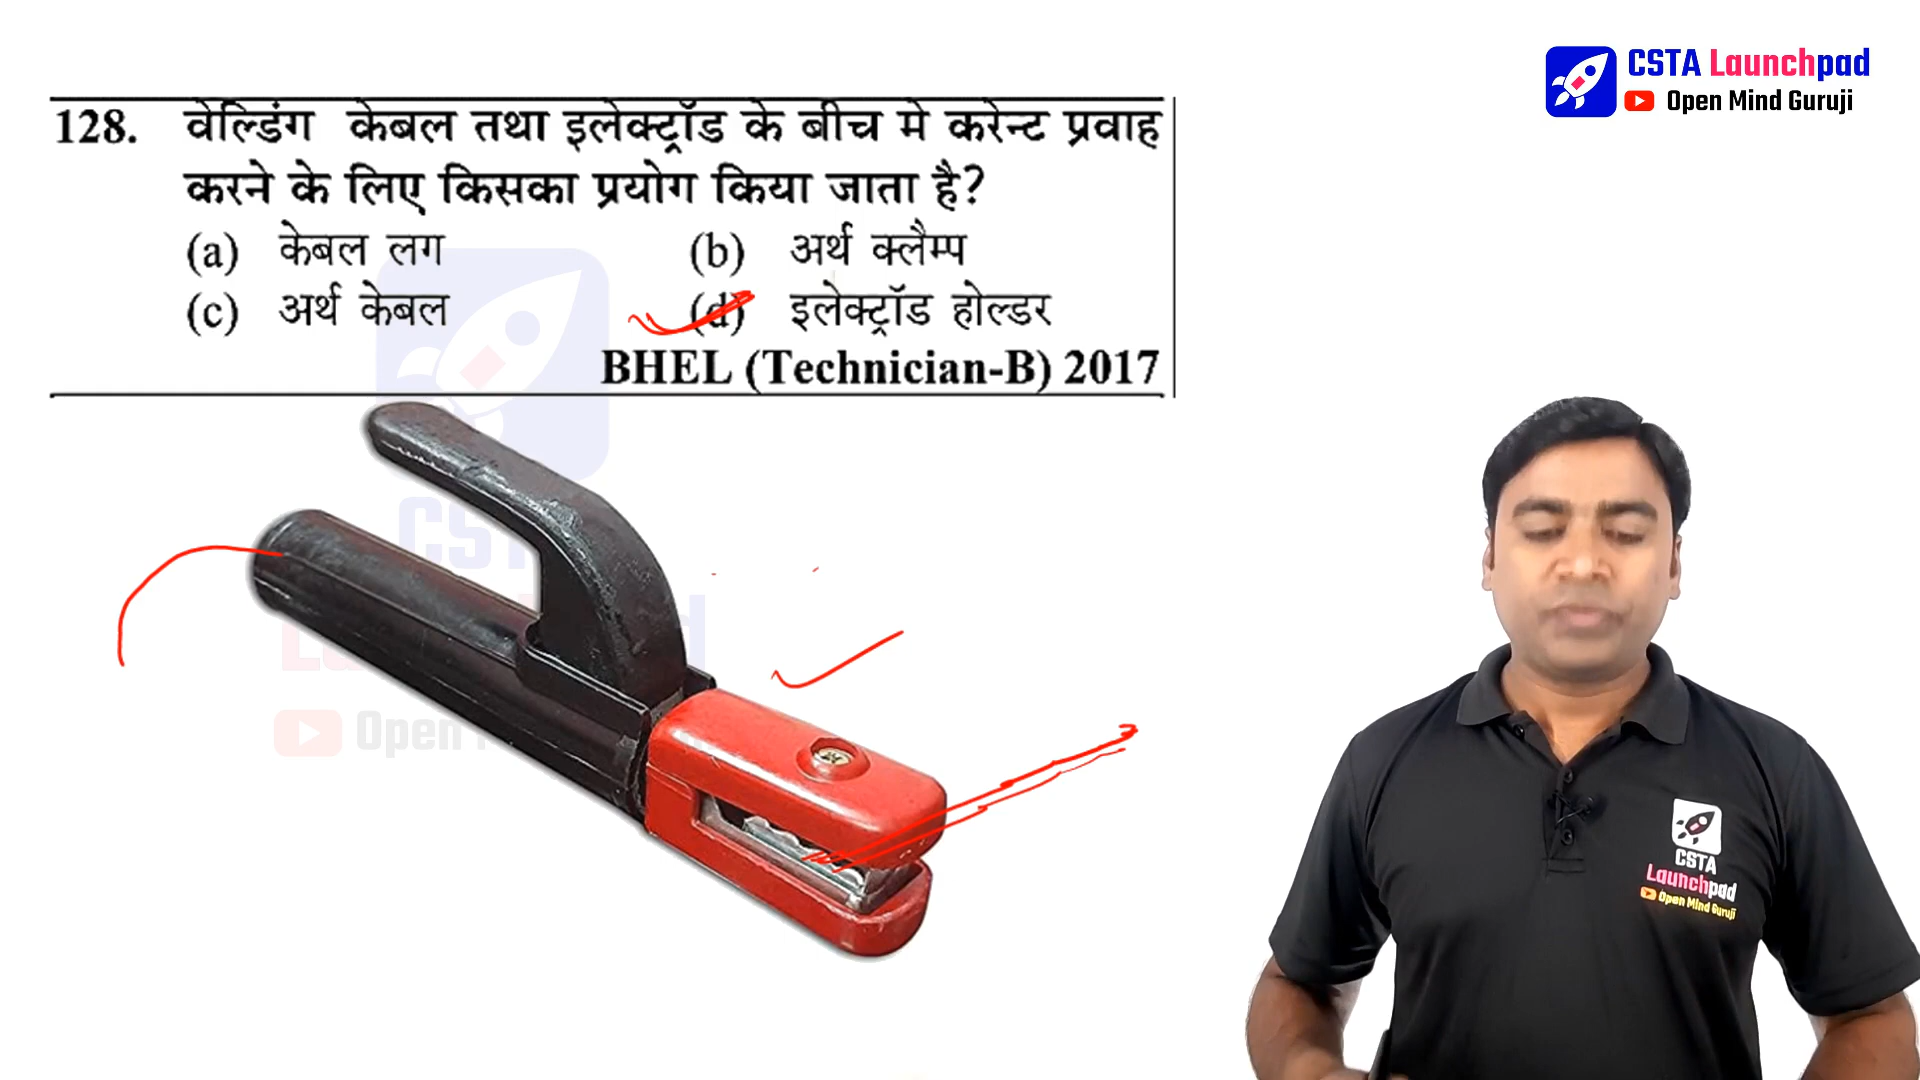 CSTA Launchpad
Open Mind Guruji
128. वेल्डिंग केबल तथा इलेक्ट्रॉड के बीच मे करेन्ट प्रवाह
करने के लिए किसका प्रयोग किया जाता है?
(a) केबल लग (b) अर्थ क्लैम्प
(c) अर्थ केबल (d) इलेक्ट्रॉड होल्डर
BHEL (Technician-B) 2017
CSTA
Launchpad
Open Mind Guruji